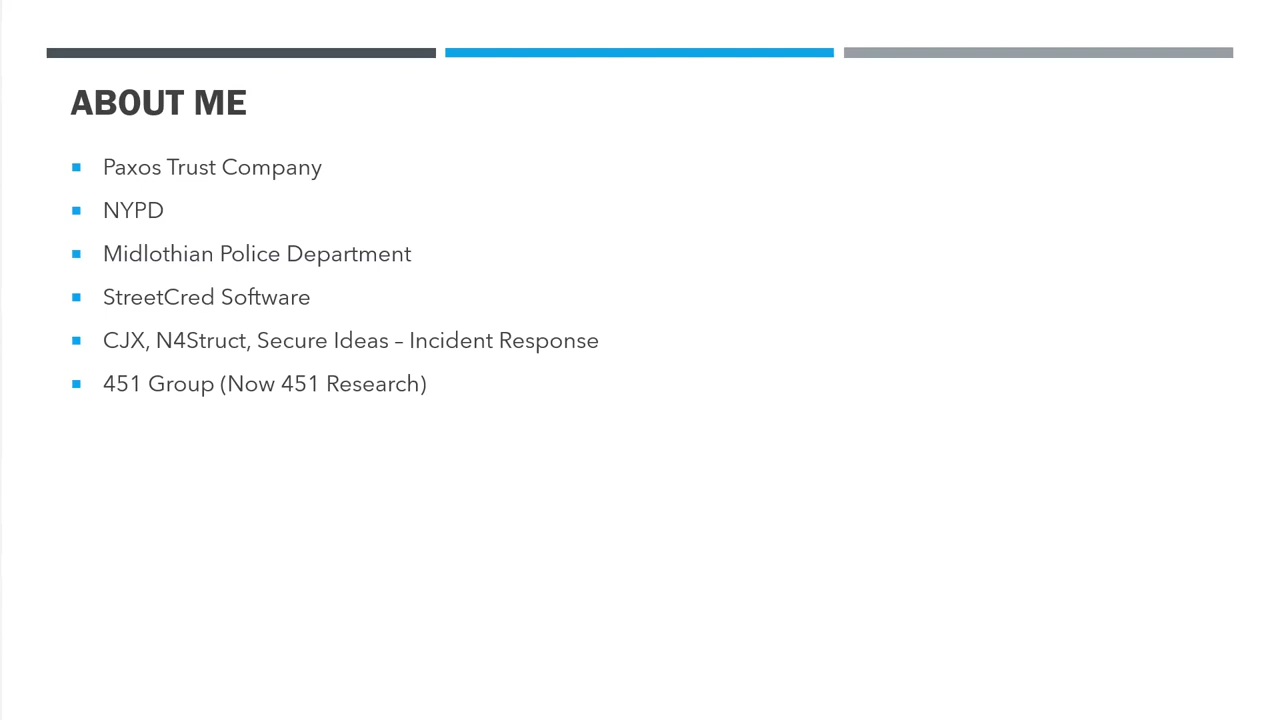 ABOUT ME
Paxos Trust Company
NYPD
Midlothian Police Department
StreetCred Software
CJX, N4Struct, Secure Ideas – Incident Response
451 Group (Now 451 Research)